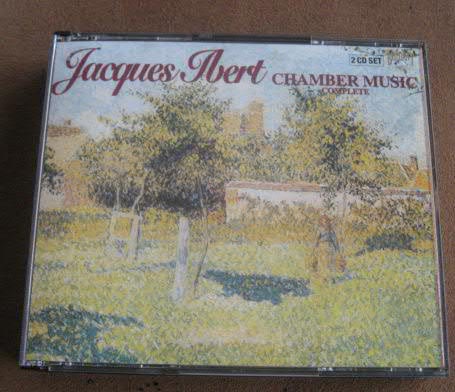 Jacques Ibert
2 CD SET
CHAMBER MUSIC
COMPLETE